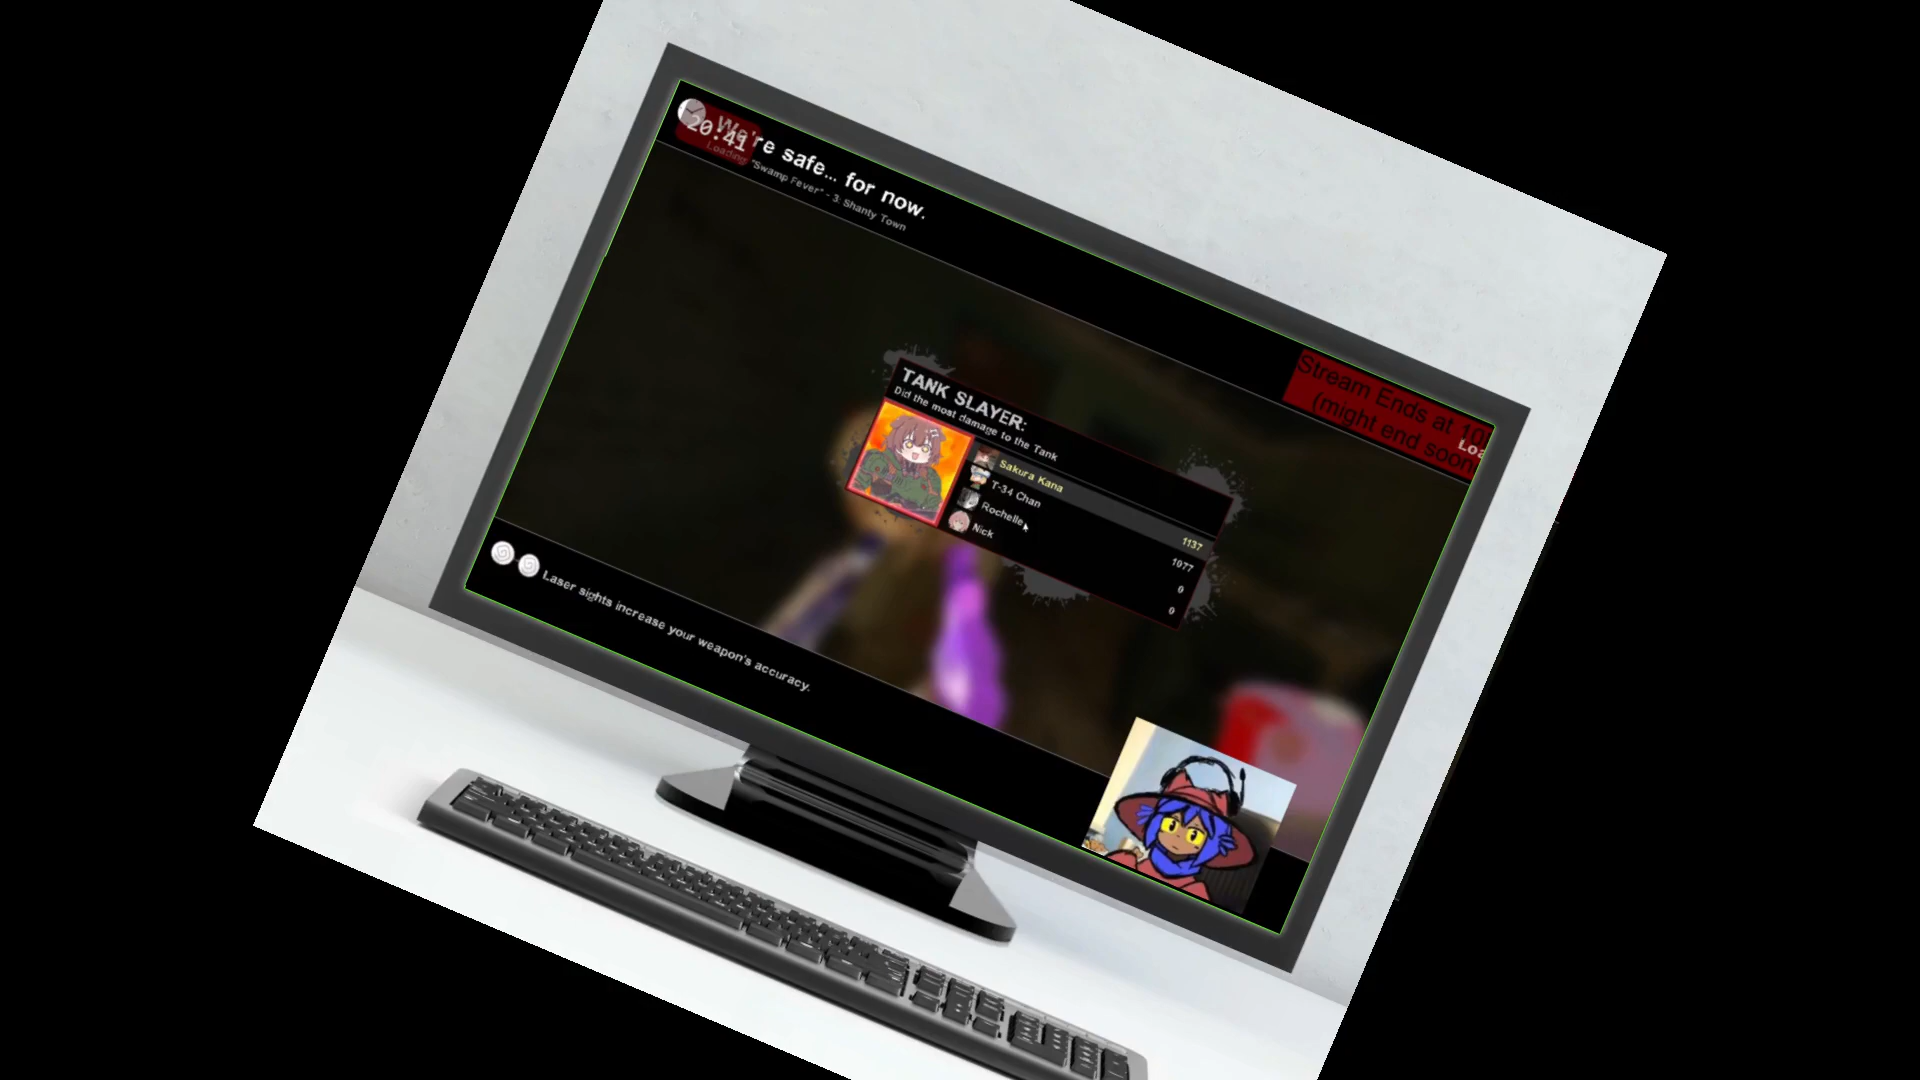 20:41
We're safe... for now.
Loading "Swamp Fever" - 3: Shanty Town
Stream Ends at 10
(might end soon)
Loa
TANK SLAYER:
Did the most damage to the Tank
Sakura Kana 1137
T-34 Chan 1077
Rochelle 0
Nick 0
Laser sights increase your weapon's accuracy.